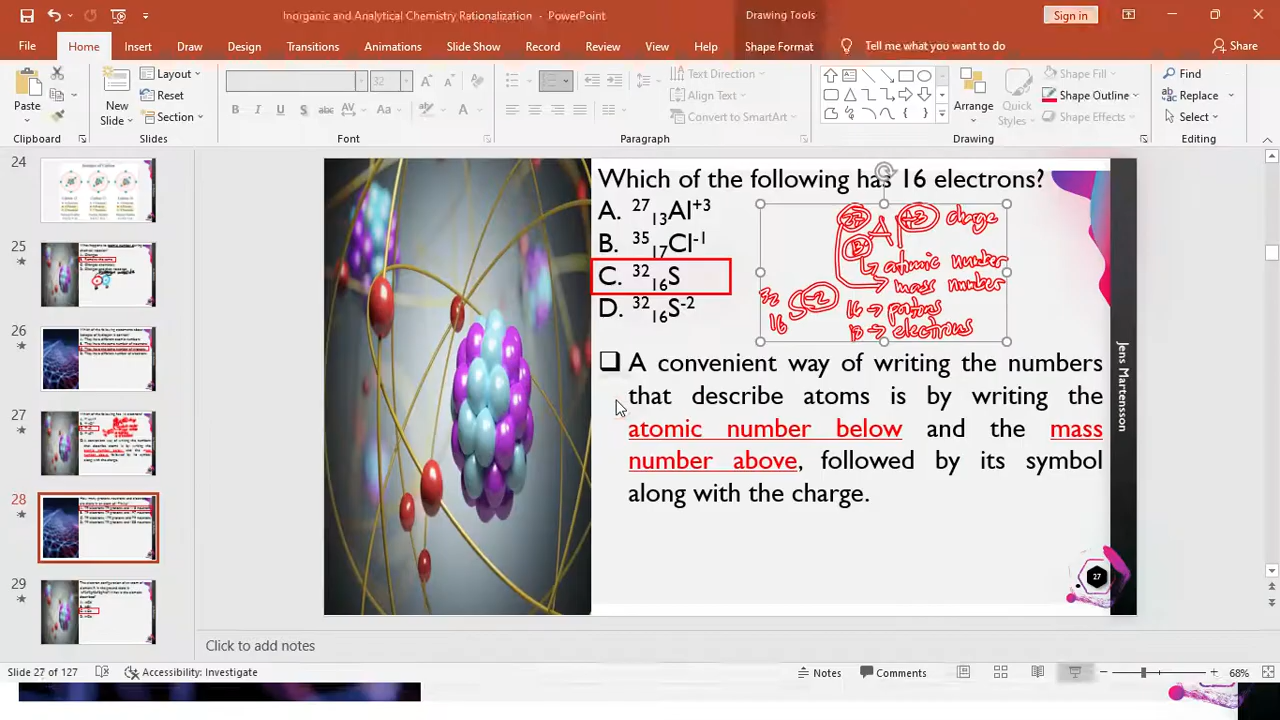 Inorganic and Analytical Chemistry Rationalization - PowerPoint
Drawing Tools
Sign in
File
Home
Insert
Draw
Design
Transitions
Animations
Slide Show
Record
Review
View
Help
Shape Format
Tell me what you want to do
Share
Paste
New
Slide
Layout
Reset
Section
32
Text Direction
Align Text
Convert to SmartArt
Arrange
Quick
Styles
Shape Fill
Shape Outline
Shape Effects
Find
Replace
Select
Clipboard
Slides
Font
Paragraph
Drawing
Editing
24
25
26
27
28
29
Which of the following has 16 electrons?
A. ²⁷₁₃Al⁺³
B. ³⁵₁₇Cl⁻¹
C. ³²₁₆S
D. ³²₁₆S⁻²
27 Al +3 charge
13
atomic number
mass number
32 S -2
16
16 → protons
electrons
❑ A convenient way of writing the numbers
that describe atoms is by writing the
atomic number below and the mass
number above, followed by its symbol
along with the charge.
Jens Martensson
27
Click to add notes
Slide 27 of 127
Accessibility: Investigate
Notes
Comments
68%